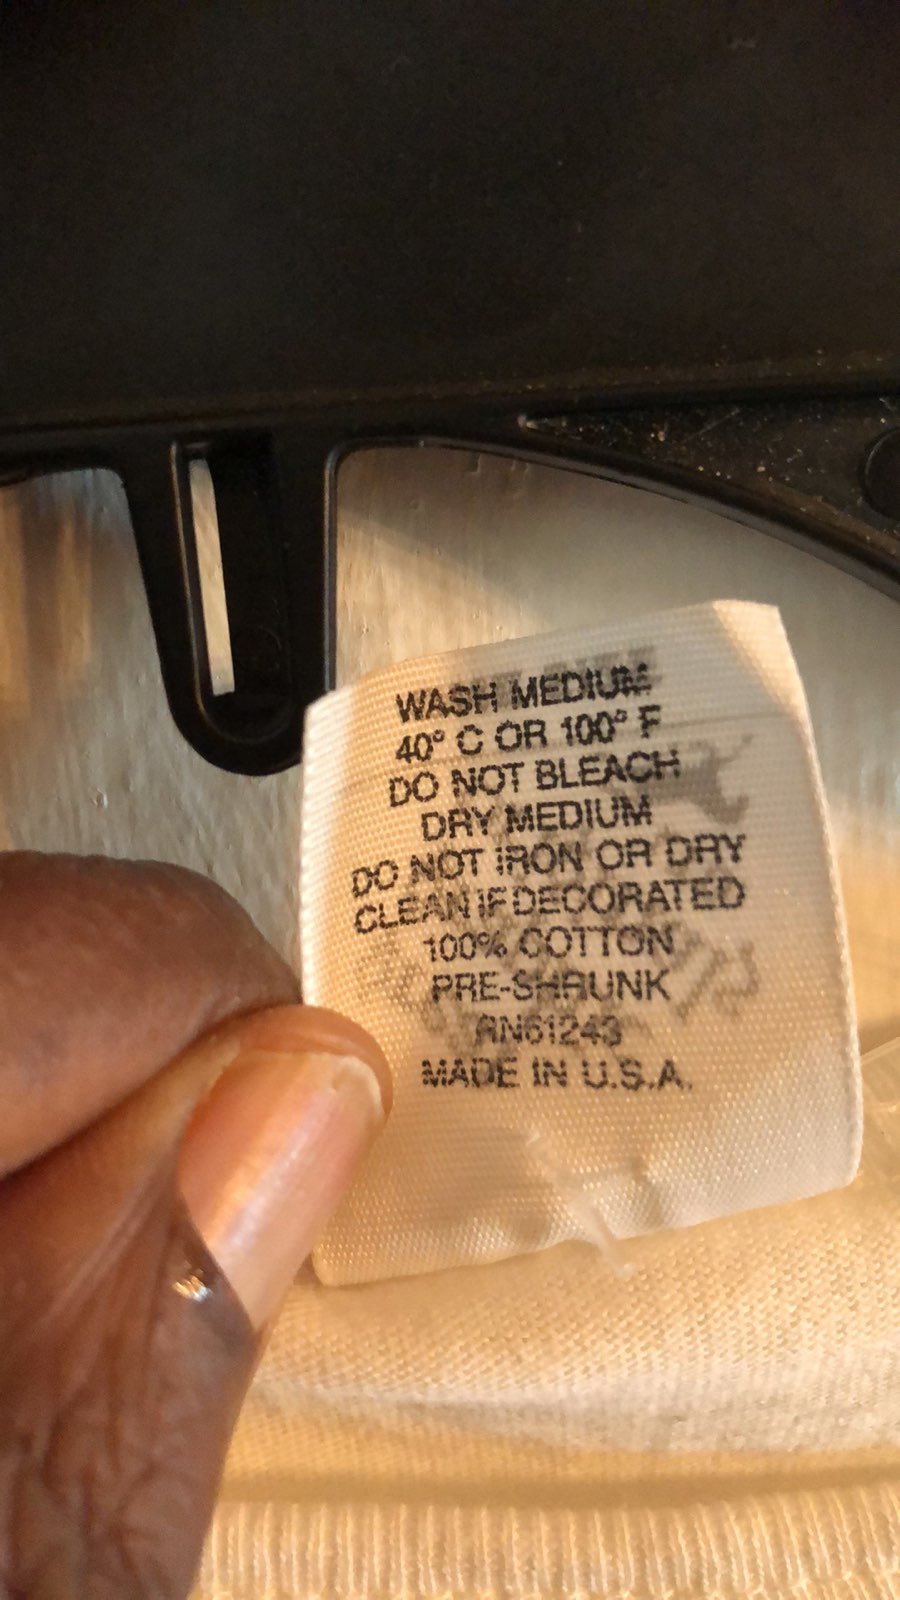 WASH MEDIUM
40° C OR 100° F
DO NOT BLEACH
DRY MEDIUM
DO NOT IRON OR DRY
CLEAN IF DECORATED
100% COTTON
PRE-SHRUNK
RN61243
MADE IN U.S.A.